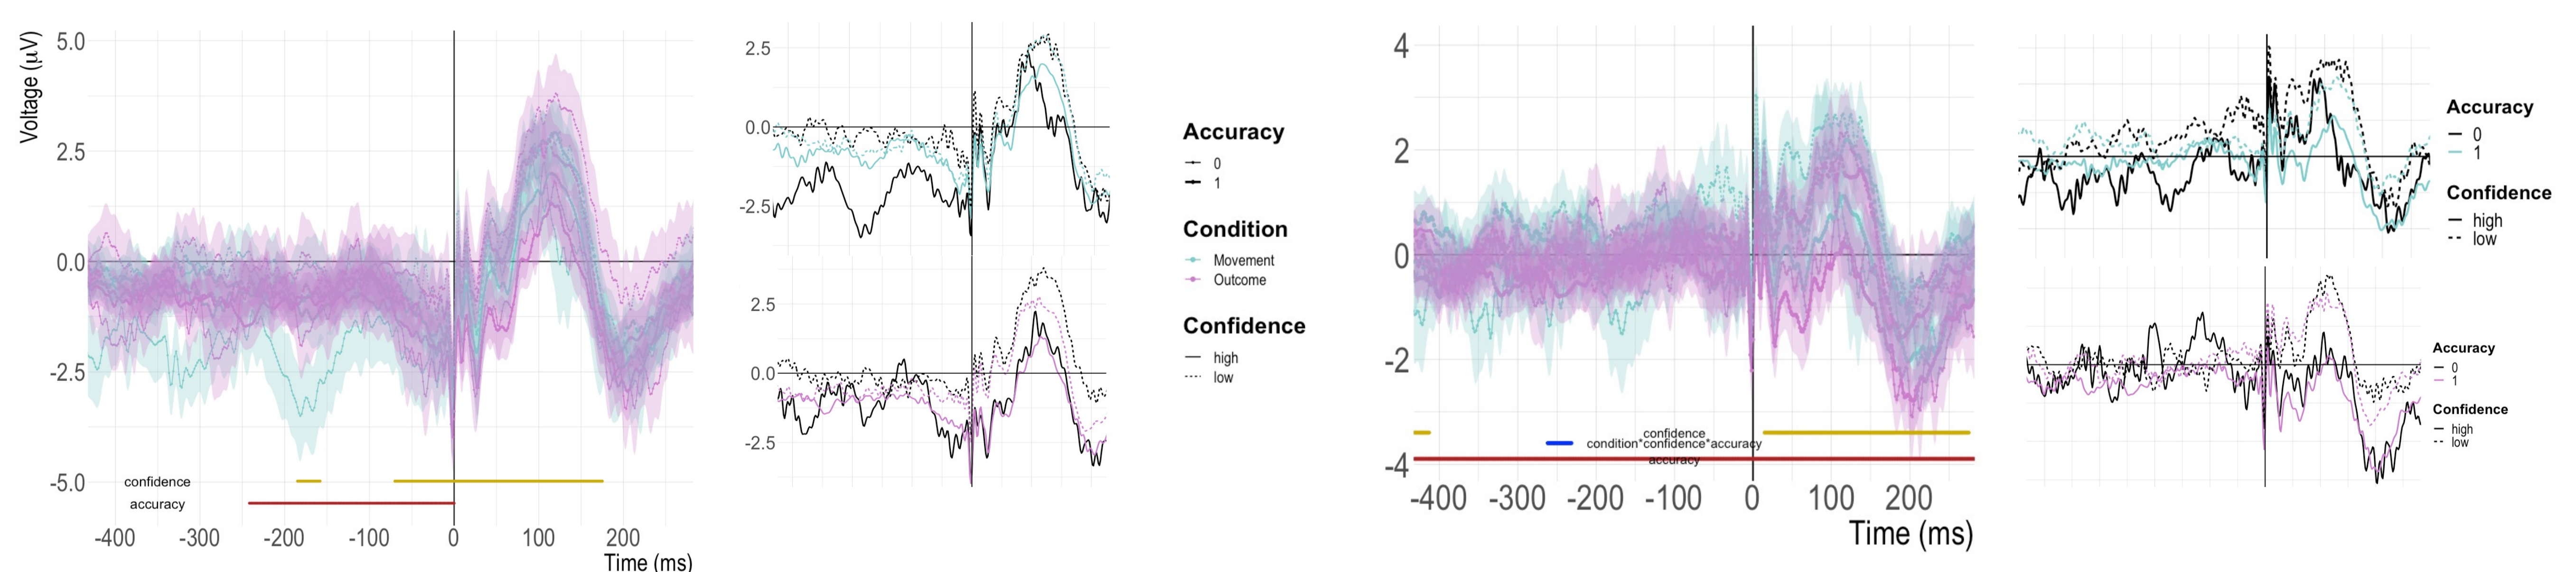 Voltage (µV)
5.0
2.5
0.0
-2.5
-5.0
confidence
accuracy
-400 -300 -200 -100 0 100 200
Time (ms)
2.5
0.0
-2.5
2.5
0.0
-2.5
Accuracy
0
1
Condition
Movement
Outcome
Confidence
high
low
4
2
0
-2
-4
confidence
condition*confidence*accuracy
accuracy
-400 -300 -200 -100 0 100 200
Time (ms)
Accuracy
0
1
Confidence
high
low
Accuracy
0
1
Confidence
high
low